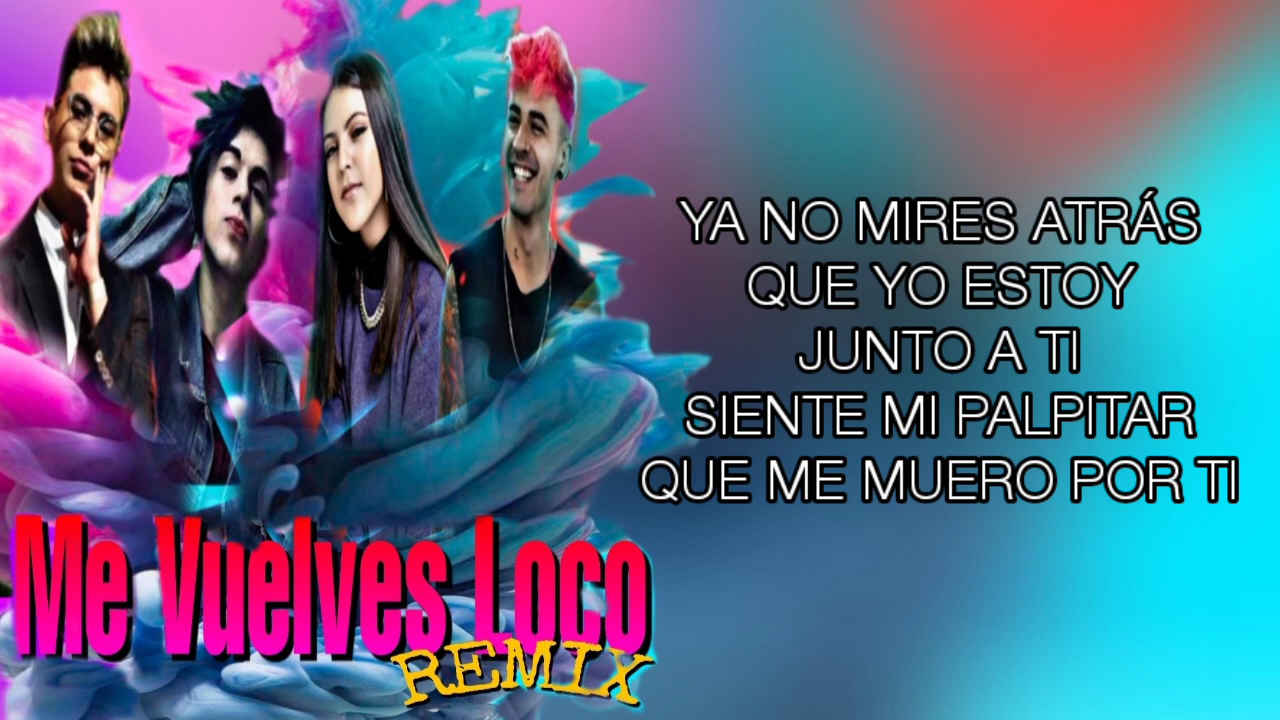 YA NO MIRES ATRÁS
QUE YO ESTOY
JUNTO A TI
SIENTE MI PALPITAR
QUE ME MUERO POR TI
Me Vuelves Loco
REMIX